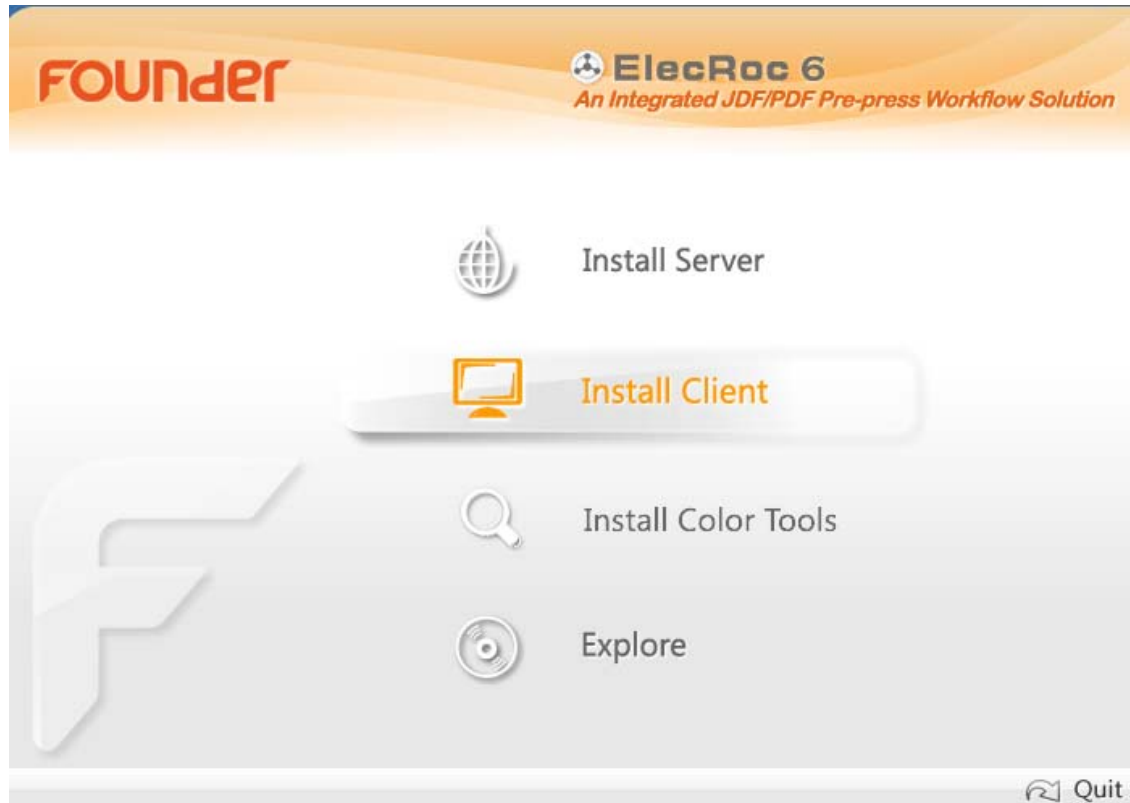 FOUNDER
ElecRoc 6
An Integrated JDF/PDF Pre-press Workflow Solution
Install Server
Install Client
Install Color Tools
Explore
Quit